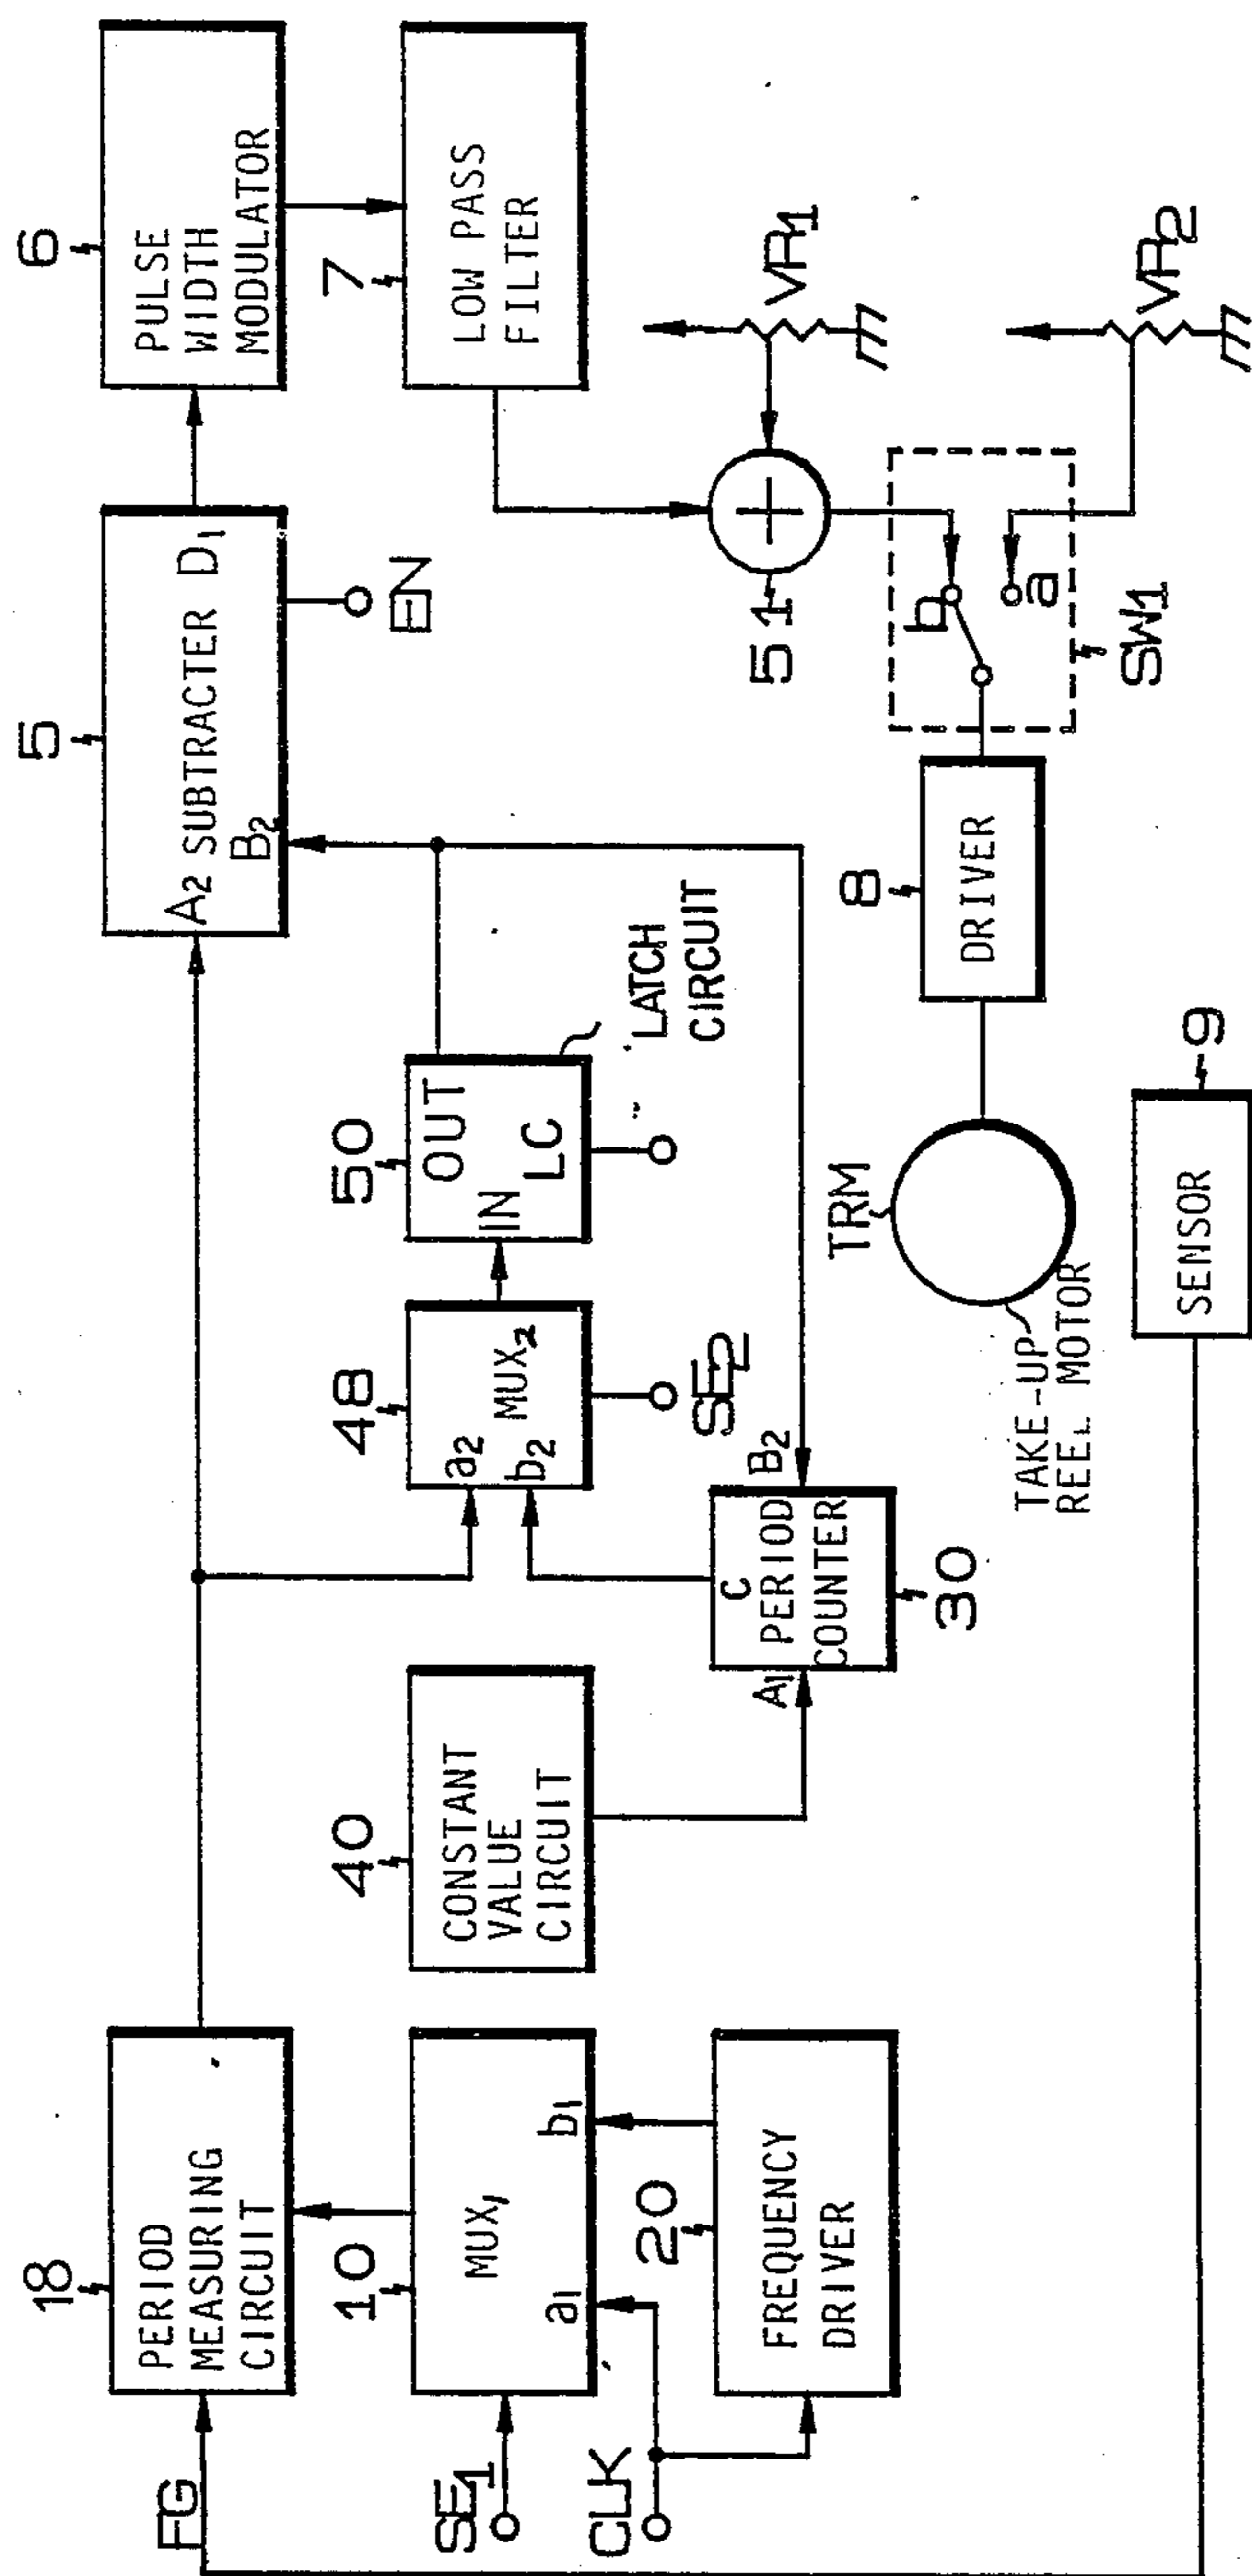 18
PERIOD
MEASURING
CIRCUIT
FG
10
MUX1
a1
b1
SE1
CLK
20
FREQUENCY
DRIVER
40
CONSTANT
VALUE
CIRCUIT
A1
C
PERIOD
COUNTER
B2
30
48
a2
b2
MUX2
SE2
50
OUT
IN
LC
LATCH
CIRCUIT
5
A2 SUBTRACTER D1
B2
EN
6
PULSE
WIDTH
MODULATOR
7
LOW PASS
FILTER
VR1
VR2
+
51
b
a
SW1
8
DRIVER
TRM
TAKE-UP
REEL MOTOR
SENSOR
9